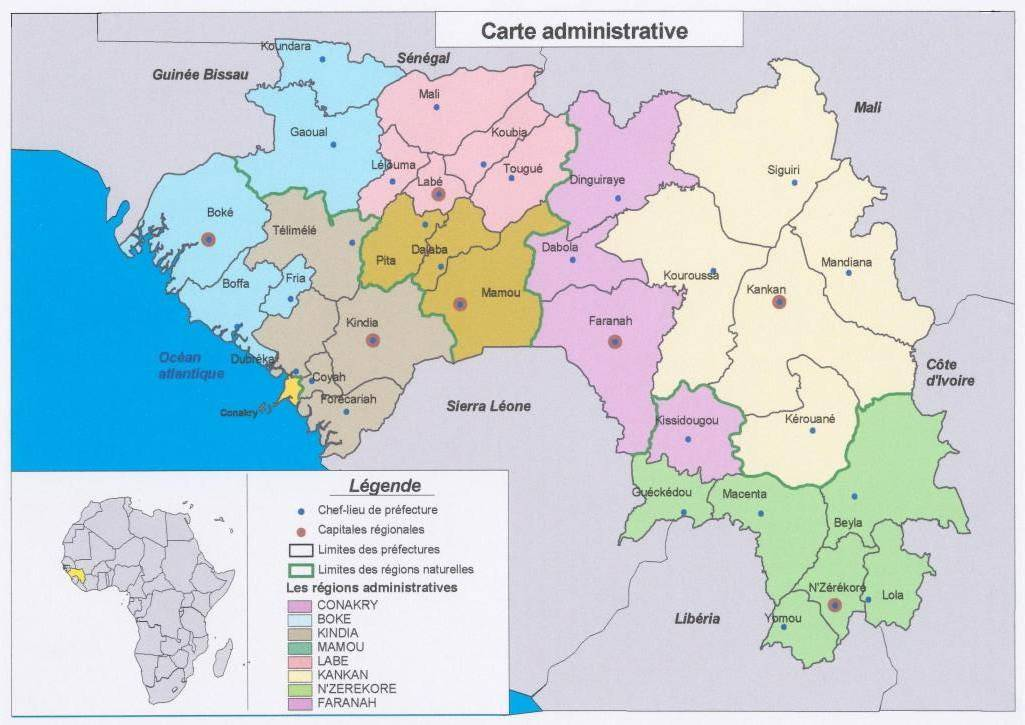 Carte administrative
Koundara
Sénégal
Guinée Bissau
Mali
Mali
Gaoual
Koubia
Lélouma
Labé
Tougué
Dinguiraye
Siguiri
Boké
Télimélé
Dalaba
Pita
Dabola
Mandiana
Kouroussa
Boffa
Fria
Mamou
Kankan
Kindia
Faranah
Océan
atlantique
Dubréka
Coyah
Conakry
Forécariah
Sierra Léone
Côte
d'Ivoire
Kissidougou
Kérouané
Guéckédou
Macenta
Beyla
N'Zérékoré
Lola
Yomou
Libéria
Légende
Chef-lieu de préfecture
Capitales régionales
Limites des préfectures
Limites des régions naturelles
Les régions administratives
CONAKRY
BOKE
KINDIA
MAMOU
LABE
KANKAN
N'ZEREKORE
FARANAH